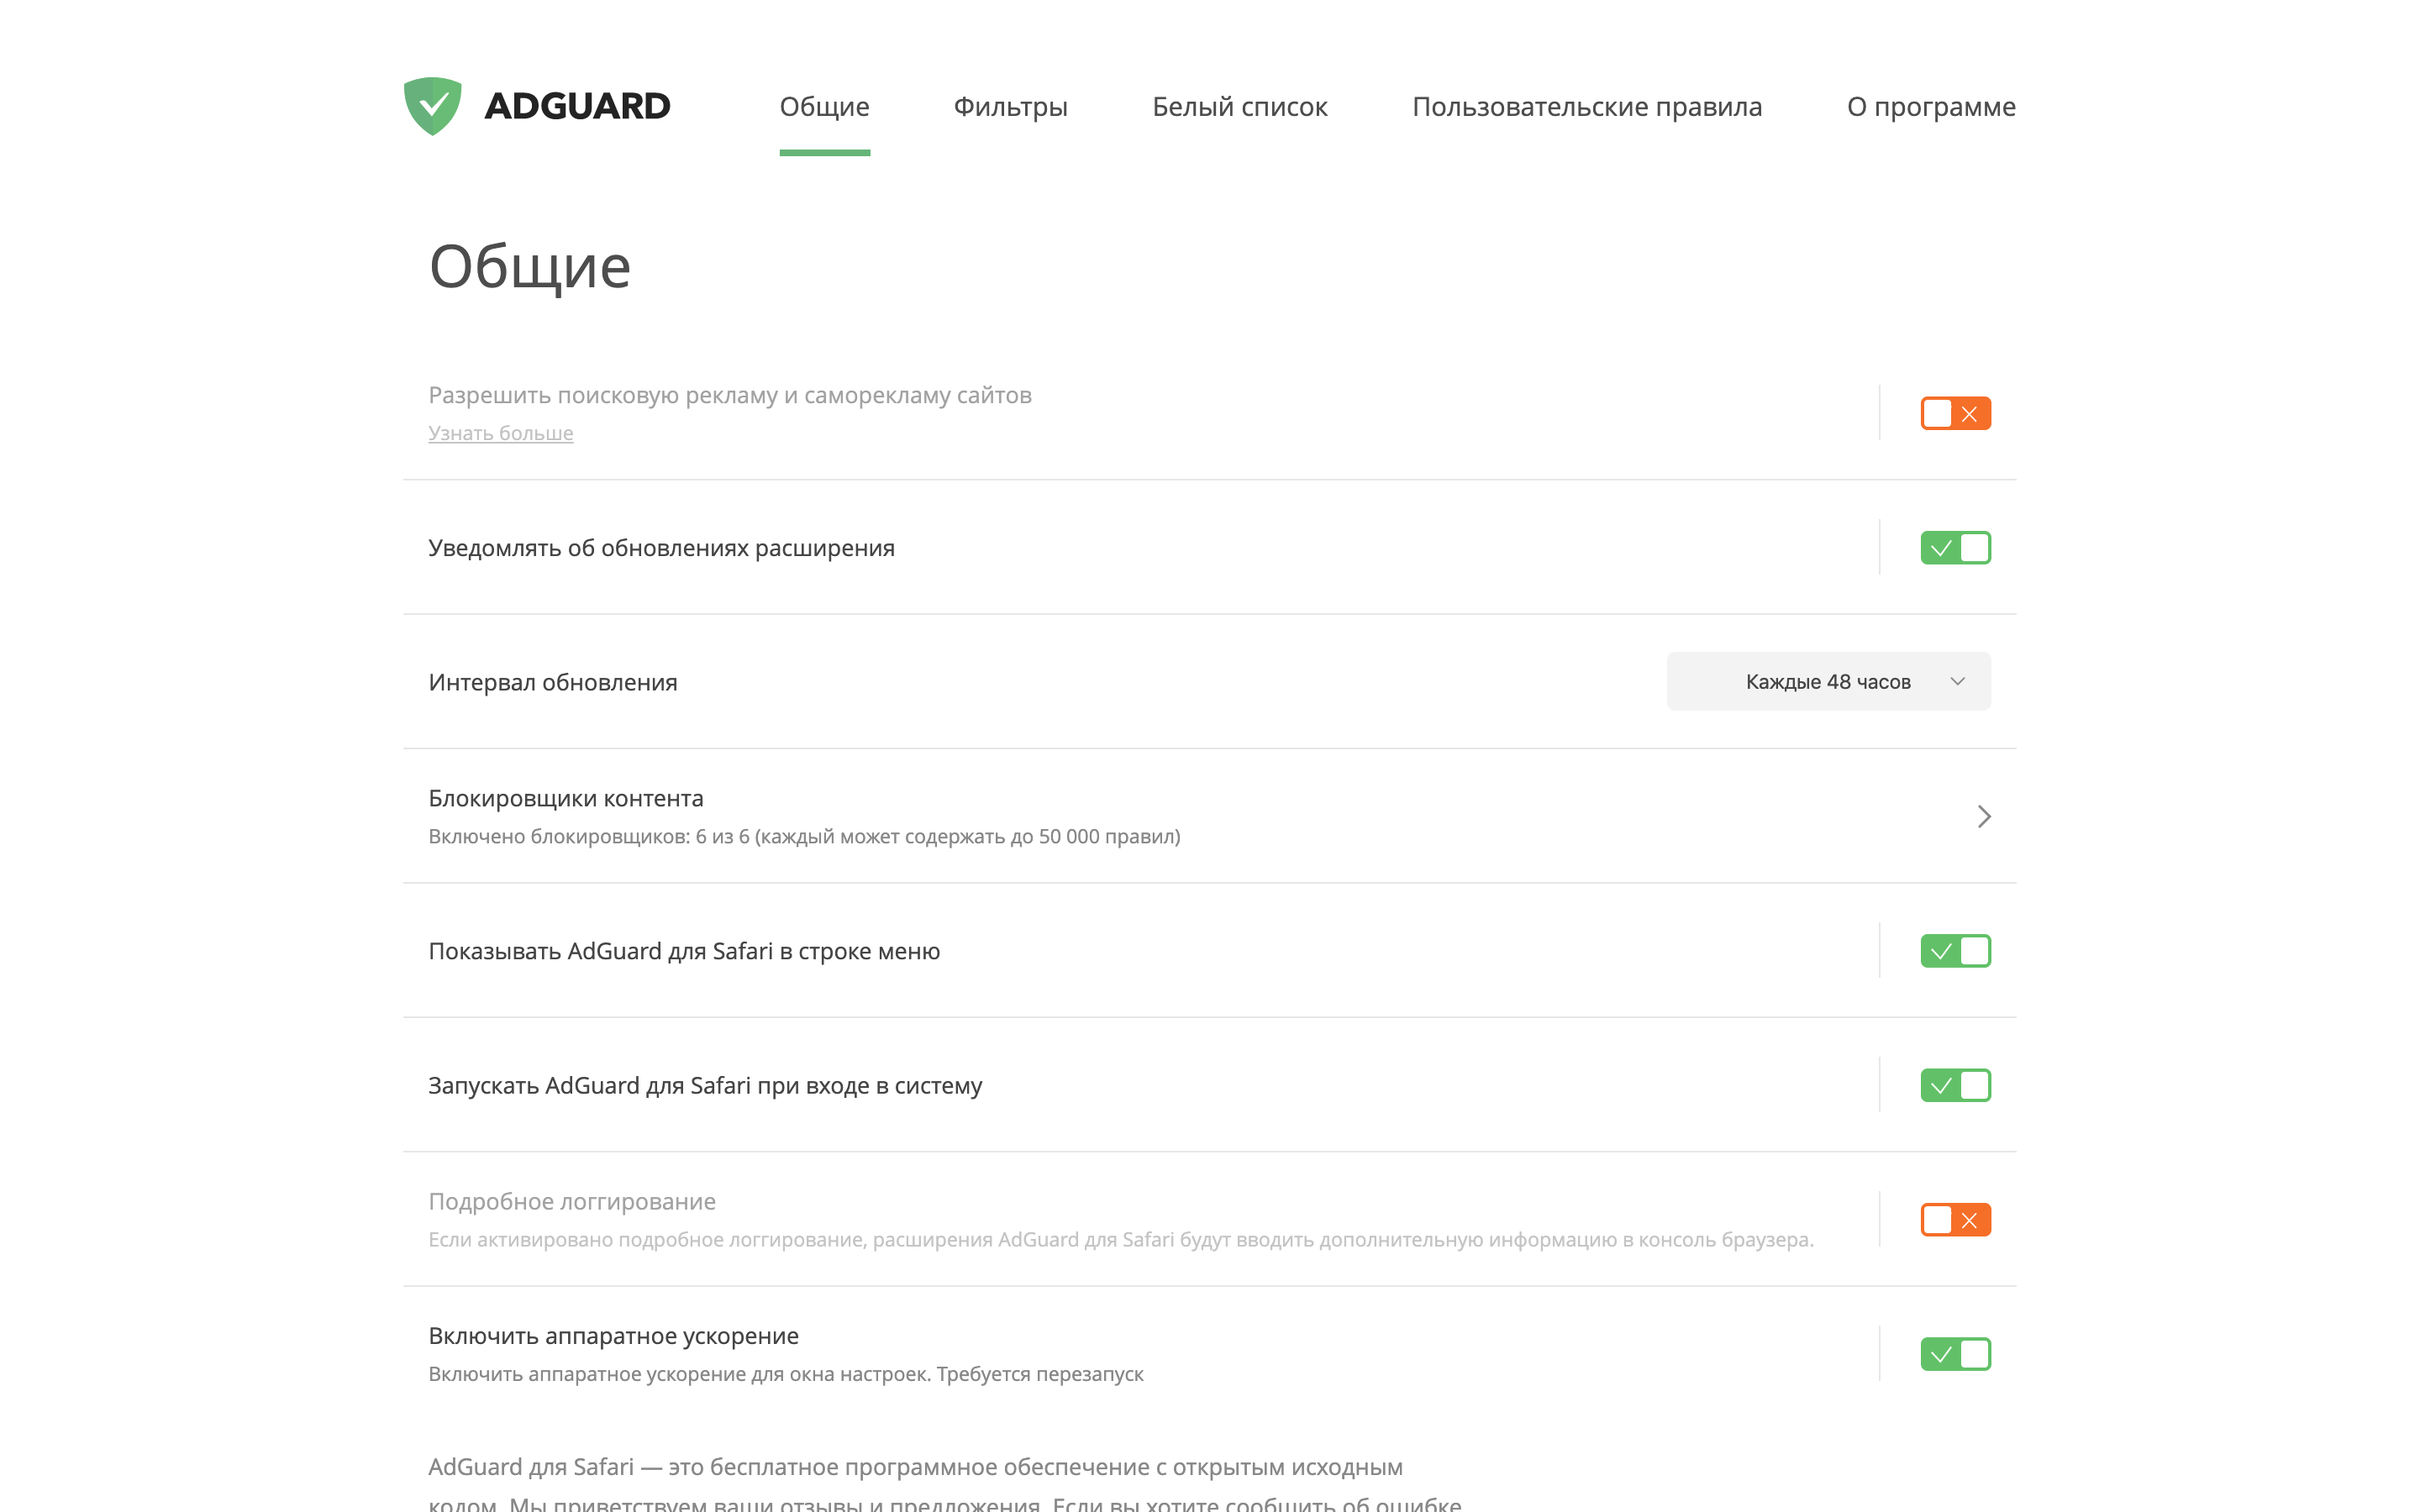 ADGUARD
Общие
Фильтры
Белый список
Пользовательские правила
О программе
Общие
Разрешить поисковую рекламу и саморекламу сайтов
Узнать больше
Уведомлять об обновлениях расширения
Интервал обновления
Каждые 48 часов
Блокировщики контента
Включено блокировщиков: 6 из 6 (каждый может содержать до 50 000 правил)
Показывать AdGuard для Safari в строке меню
Запускать AdGuard для Safari при входе в систему
Подробное логгирование
Если активировано подробное логгирование, расширения AdGuard для Safari будут вводить дополнительную информацию в консоль браузера.
Включить аппаратное ускорение
Включить аппаратное ускорение для окна настроек. Требуется перезапуск
AdGuard для Safari — это бесплатное программное обеспечение с открытым исходным
кодом. Мы приветствуем ваши отзывы и предложения. Если вы хотите сообщить об ошибке